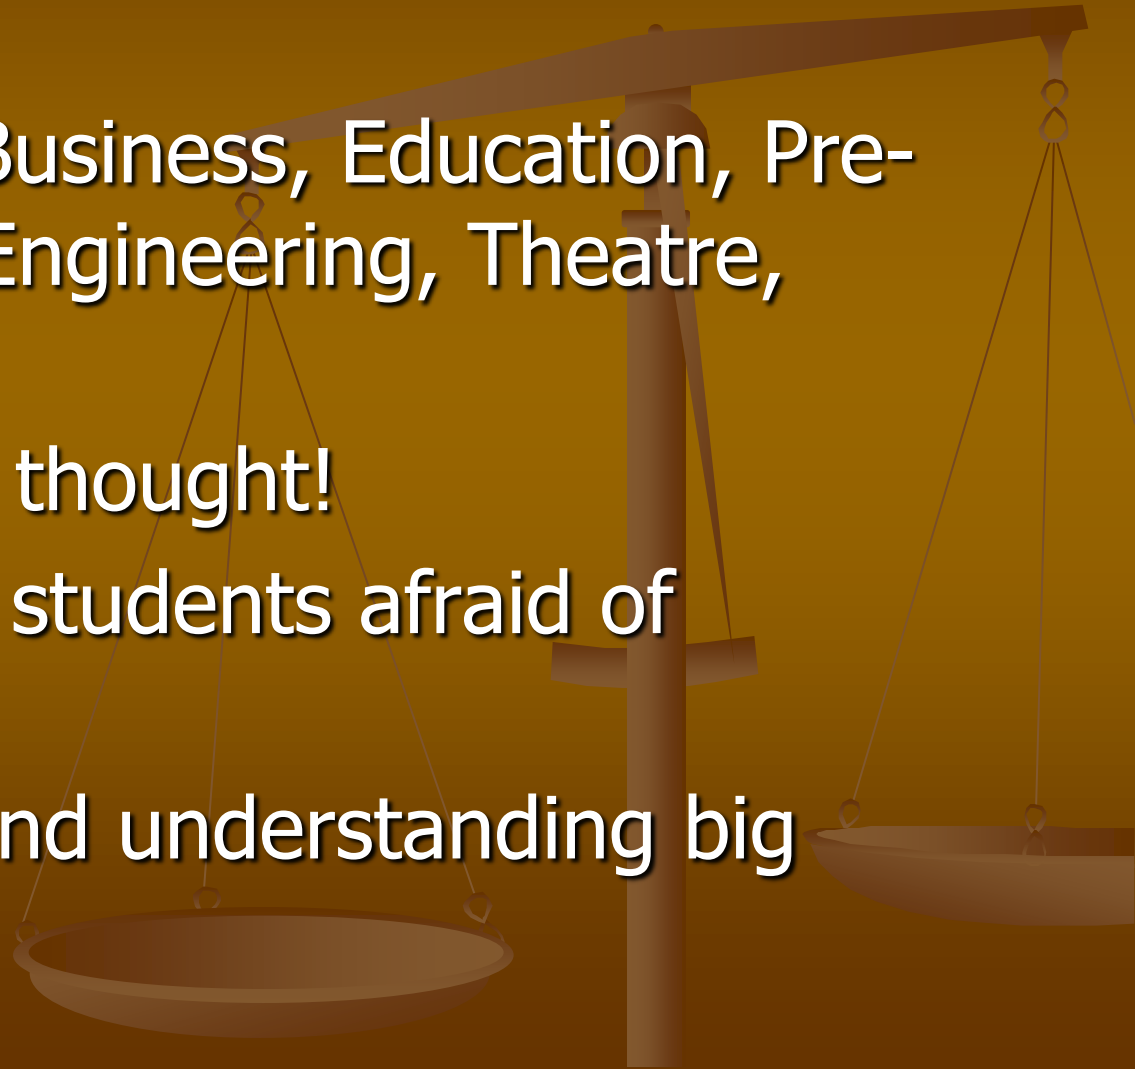 Business, Education, Pre-
Engineering, Theatre,
thought!
students afraid of
nd understanding big